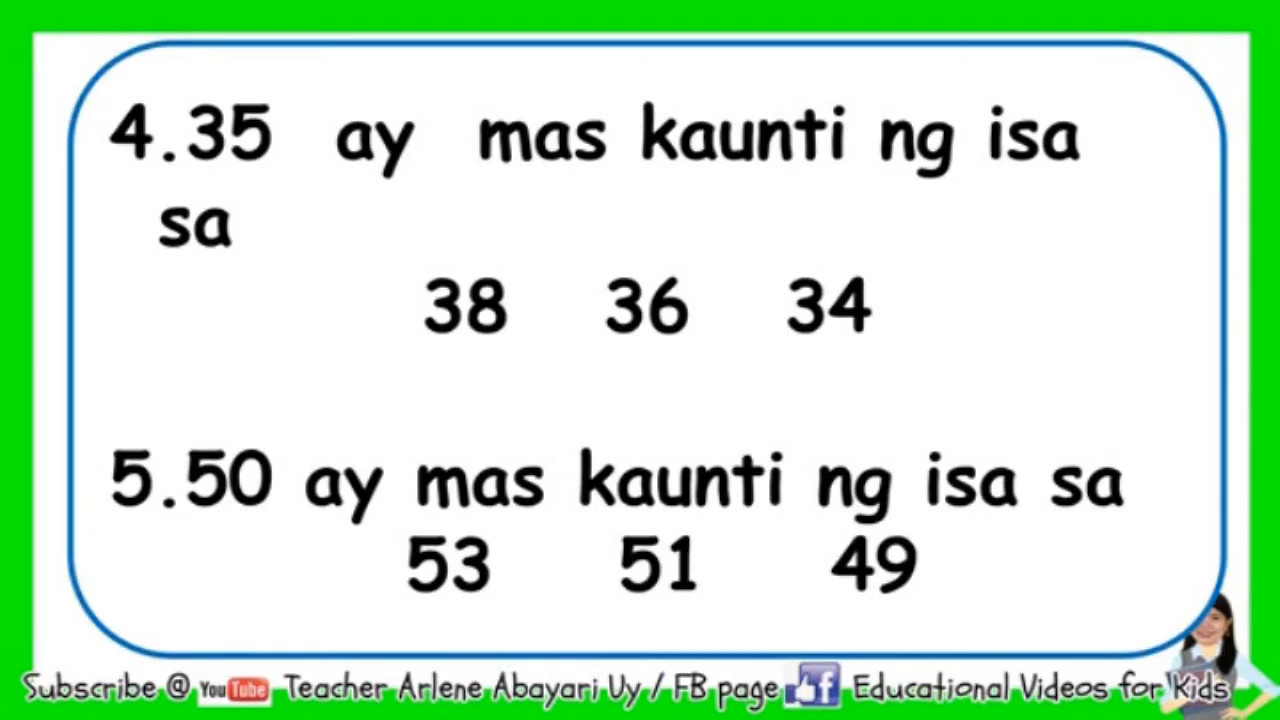 4.35 ay mas kaunti ng isa
sa
38 36 34
5.50 ay mas kaunti ng isa sa
53 51 49
Subscribe @ YouTube Teacher Arlene Abayari Uy / FB page f Educational Videos for Kids